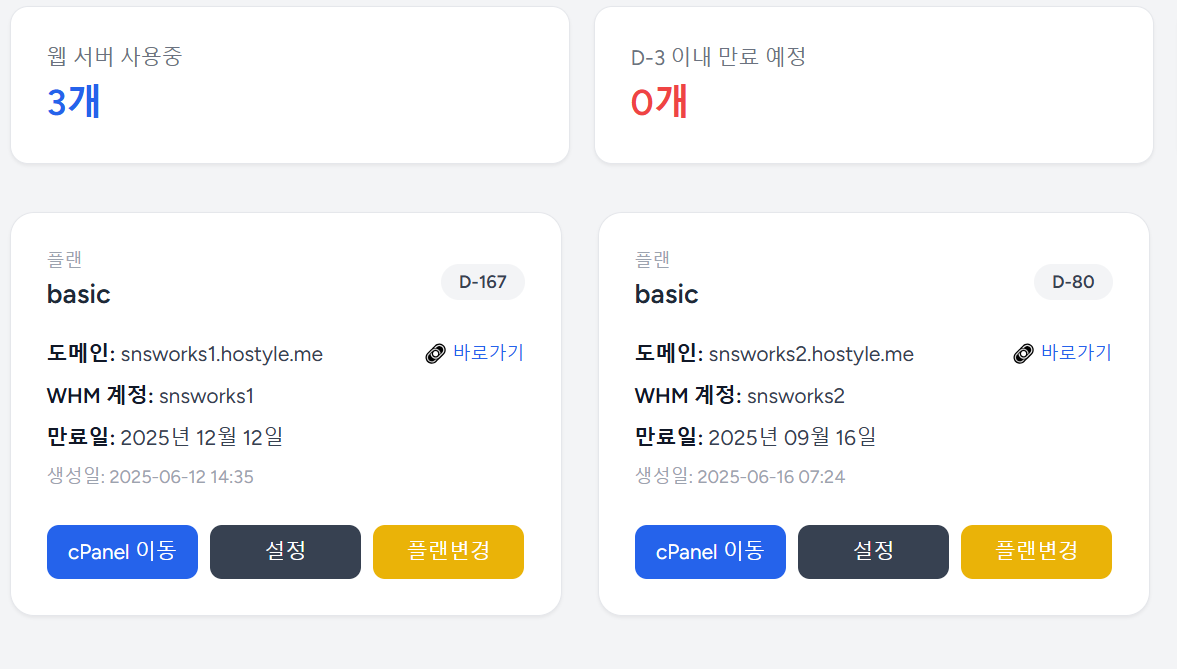 웹 서버 사용중
3개
D-3 이내 만료 예정
0개
플랜
basic
D-167
도메인: snsworks1.hostyle.me
바로가기
WHM 계정: snsworks1
만료일: 2025년 12월 12일
생성일: 2025-06-12 14:35
cPanel 이동
설정
플랜변경
플랜
basic
D-80
도메인: snsworks2.hostyle.me
바로가기
WHM 계정: snsworks2
만료일: 2025년 09월 16일
생성일: 2025-06-16 07:24
cPanel 이동
설정
플랜변경